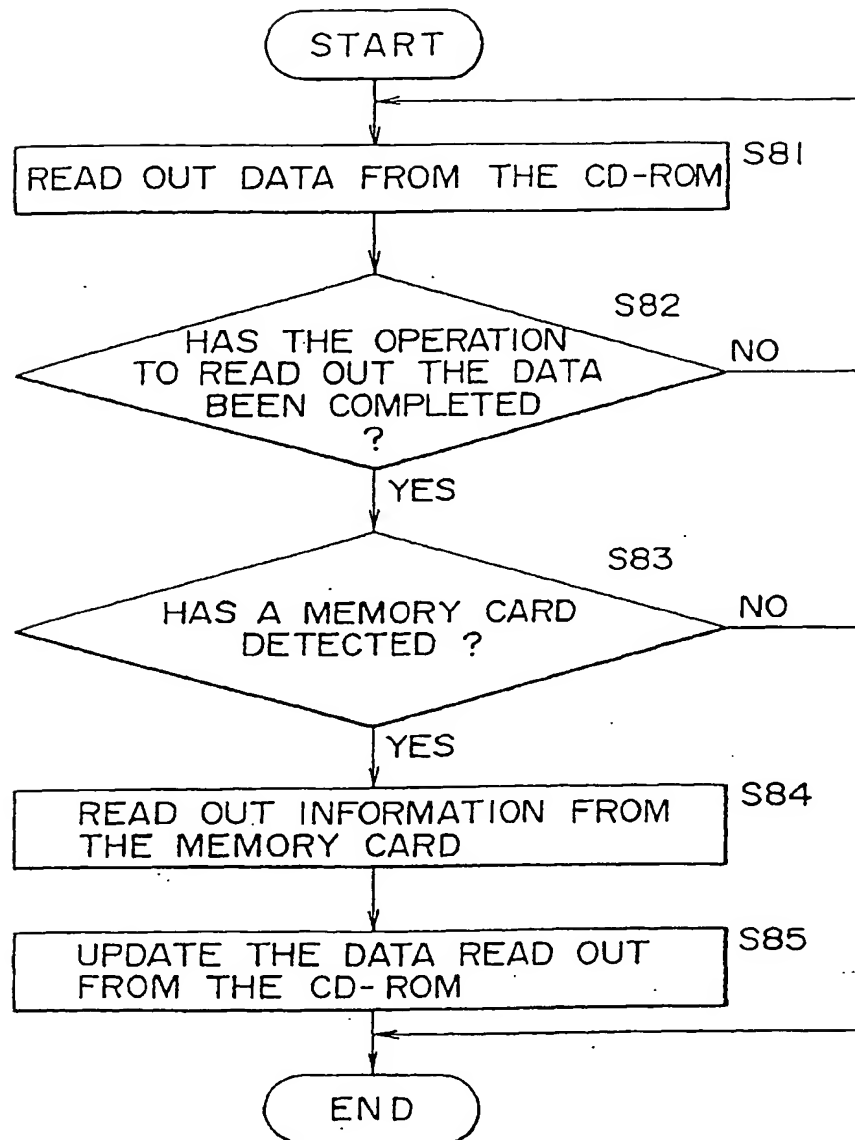 START
READ OUT DATA FROM THE CD-ROM
S81
S82
HAS THE OPERATION
TO READ OUT THE DATA
BEEN COMPLETED
?
NO
YES
S83
HAS A MEMORY CARD
DETECTED ?
NO
YES
S84
READ OUT INFORMATION FROM
THE MEMORY CARD
S85
UPDATE THE DATA READ OUT
FROM THE CD-ROM
END